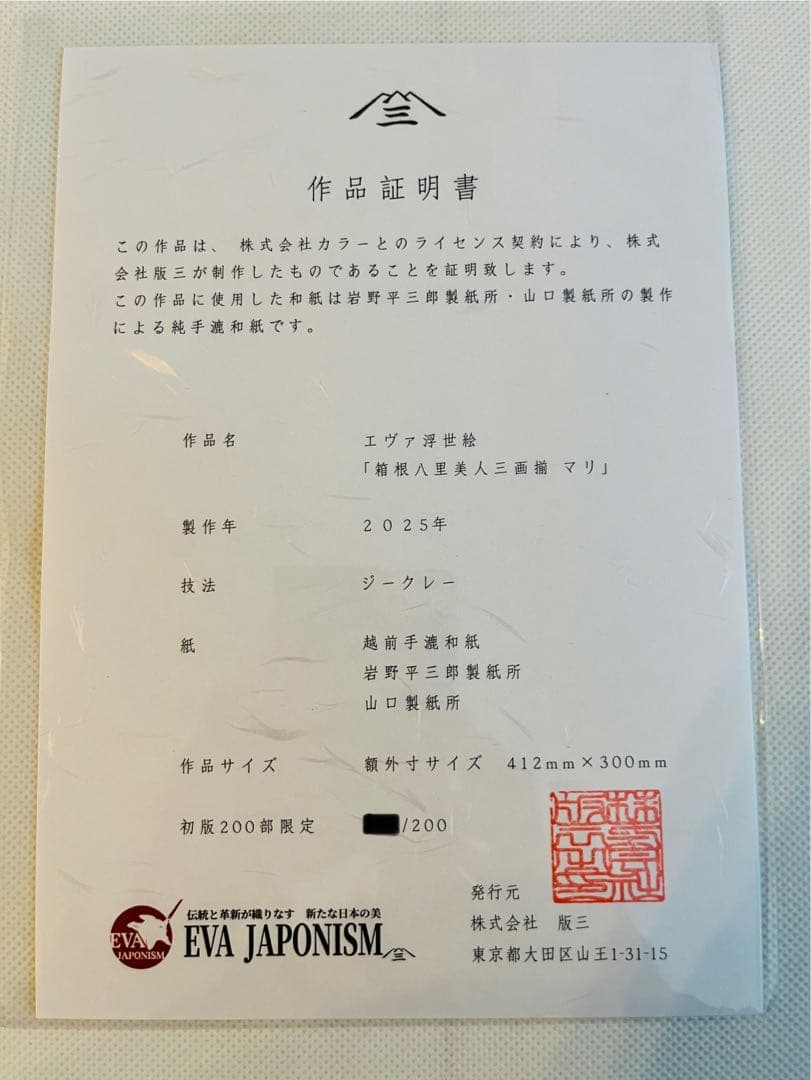 三
作品証明書
この作品は、 株式会社カラーとのライセンス契約により、株式
会社版三が制作したものであることを証明致します。
この作品に使用した和紙は岩野平三郎製紙所・山口製紙所の製作
による純手漉和紙です。
作品名 エヴァ浮世絵
「箱根八里美人三画揃 マリ」
製作年 2025年
技法 ジークレー
紙 越前手漉和紙
岩野平三郎製紙所
山口製紙所
作品サイズ 額外寸サイズ 412mm×300mm
初版200部限定 /200
発行元
株式会社 版三
東京都大田区山王1-31-15
伝統と革新が織りなす 新たな日本の美
EVA JAPONISM
EVA
JAPONISM